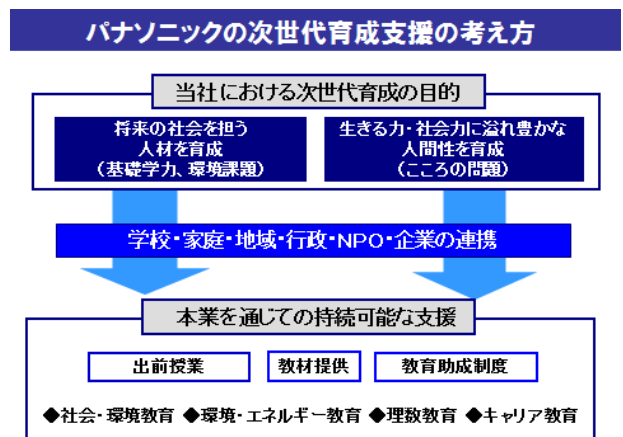 パナソニックの次世代育成支援の考え方
当社における次世代育成の目的
将来の社会を担う
人材を育成
(基礎学力、環境課題)
生きる力・社会力に溢れ豊かな
人間性を育成
(こころの問題)
学校・家庭・地域・行政・NPO・企業の連携
本業を通じての持続可能な支援
出前授業 教材提供 教育助成制度
◆社会・環境教育 ◆環境・エネルギー教育 ◆理数教育 ◆キャリア教育